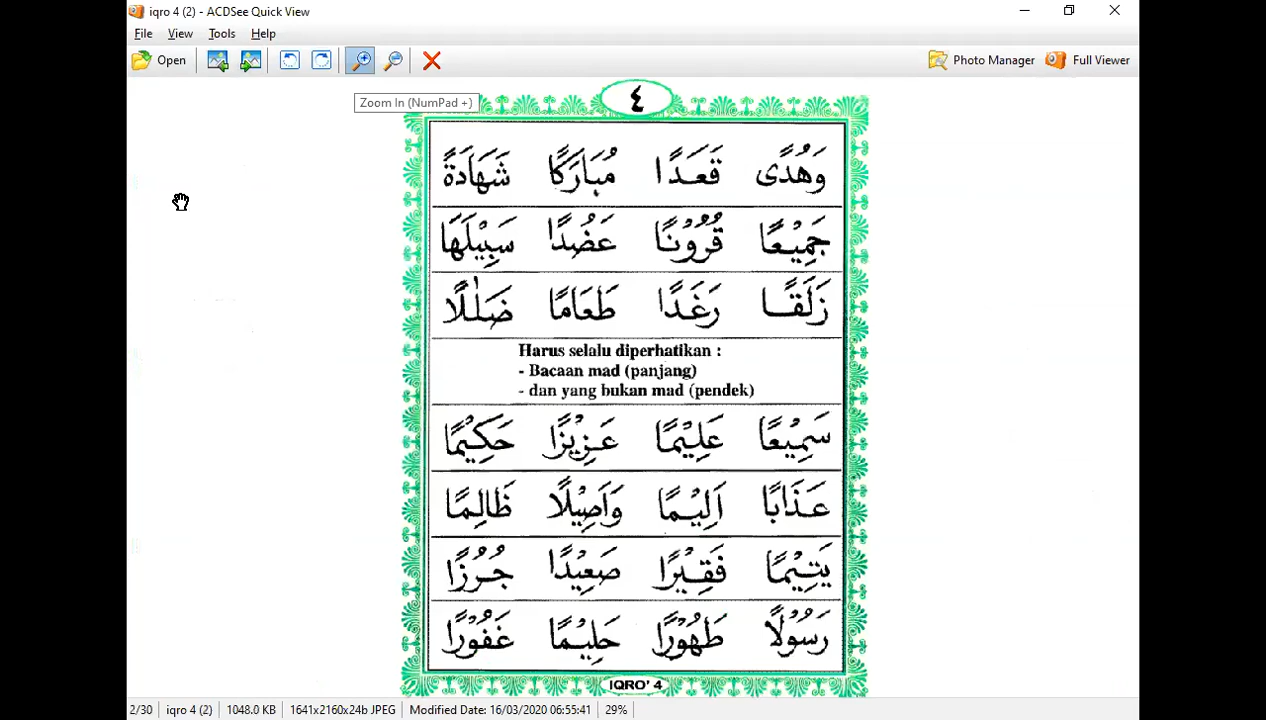 iqro 4 (2) - ACDSee Quick View
File View Tools Help
Open Photo Manager Full Viewer
Zoom In (NumPad +)
٤
وَهُدًى قَعَدًا مُبَارَكًا شَهَادَةً
جَمِيْعًا قُرُوْنًا عَضُدًا سَبِيْلَهَا
زَلَقًا رَغَدًا طَعَامًا ضَلٰلًا
Harus selalu diperhatikan :
- Bacaan mad (panjang)
- dan yang bukan mad (pendek)
سَمِيْعًا عَلِيْمًا عَزِيْزًا حَكِيْمًا
عَذَابًا اَلِيْمًا وَاَصِيْلًا ظَالِمًا
يَتِيْمًا فَقِيْرًا صَعِيْدًا جُرُزًا
رَسُوْلًا طَهُوْرًا حَلِيْمًا غَفُوْرًا
IQRO' 4
2/30 iqro 4 (2) 1048.0 KB 1641x2160x24b JPEG Modified Date: 16/03/2020 06:55:41 29%